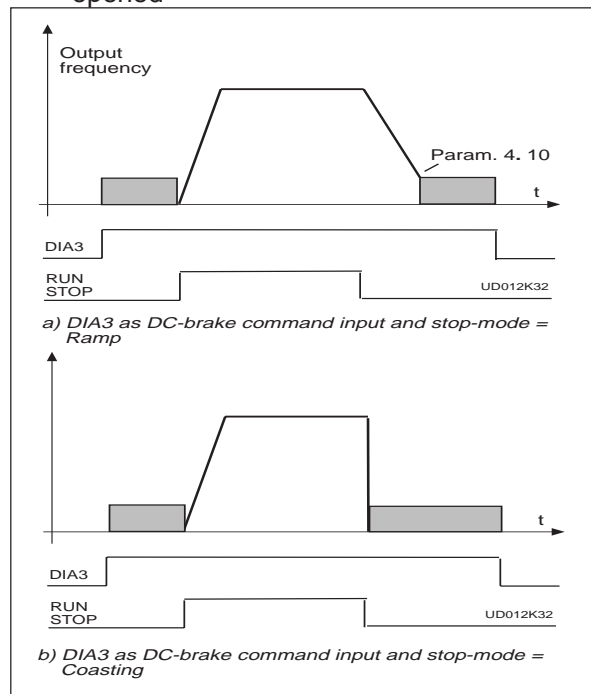 opened
Output
frequency
Param. 4. 10
t
DIA3
RUN
STOP
UD012K32
a) DIA3 as DC-brake command input and stop-mode =
Ramp
t
DIA3
RUN
STOP
UD012K32
b) DIA3 as DC-brake command input and stop-mode =
Coasting